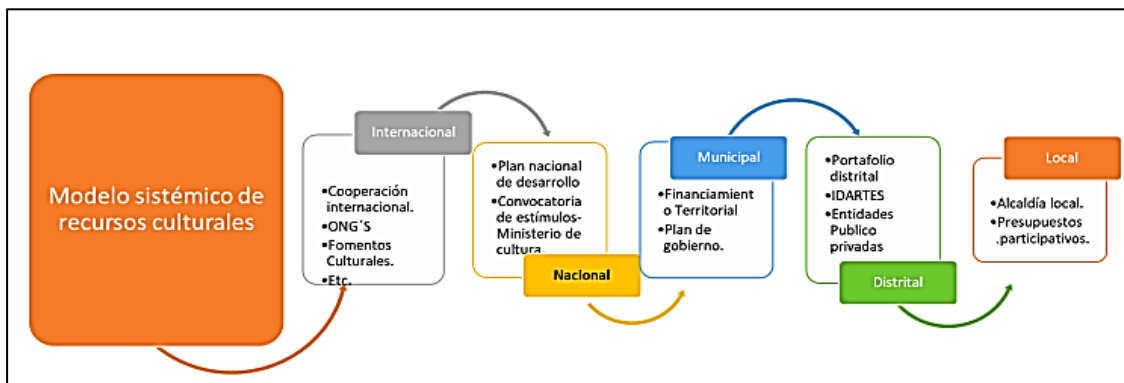 Modelo sistémico de
recursos culturales
Internacional
•Cooperación
internacional.
•ONG´S
•Fomentos
Culturales.
•Etc.
•Plan nacional
de desarrollo
•Convocatoria
de estímulos-
Ministerio de
cultura.
Nacional
Municipal
•Financiamient
o Territorial
•Plan de
gobierno.
•Portafolio
distrital
•IDARTES
•Entidades
Publico
privadas
Distrital
Local
•Alcaldía local.
•Presupuestos
.participativos.